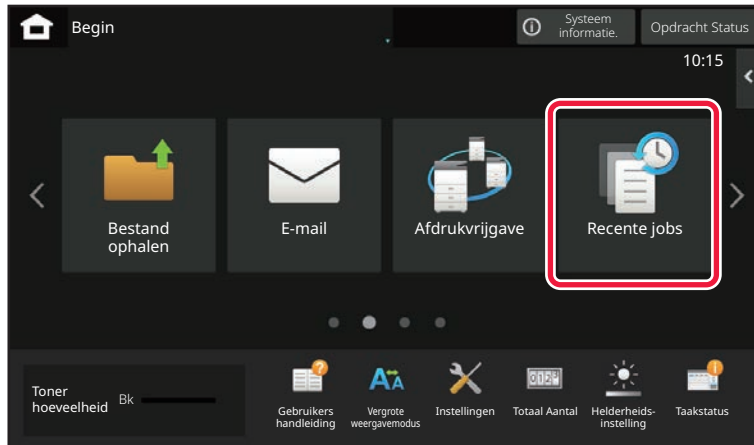 Begin
Systeem
informatie.
Opdracht Status
10:15
Bestand
ophalen
E-mail
Afdrukvrijgave
Recente jobs
Toner
hoeveelheid
Bk
Gebruikers
handleiding
Vergrote
weergavemodus
Instellingen
Totaal Aantal
Helderheids-
instelling
Taakstatus